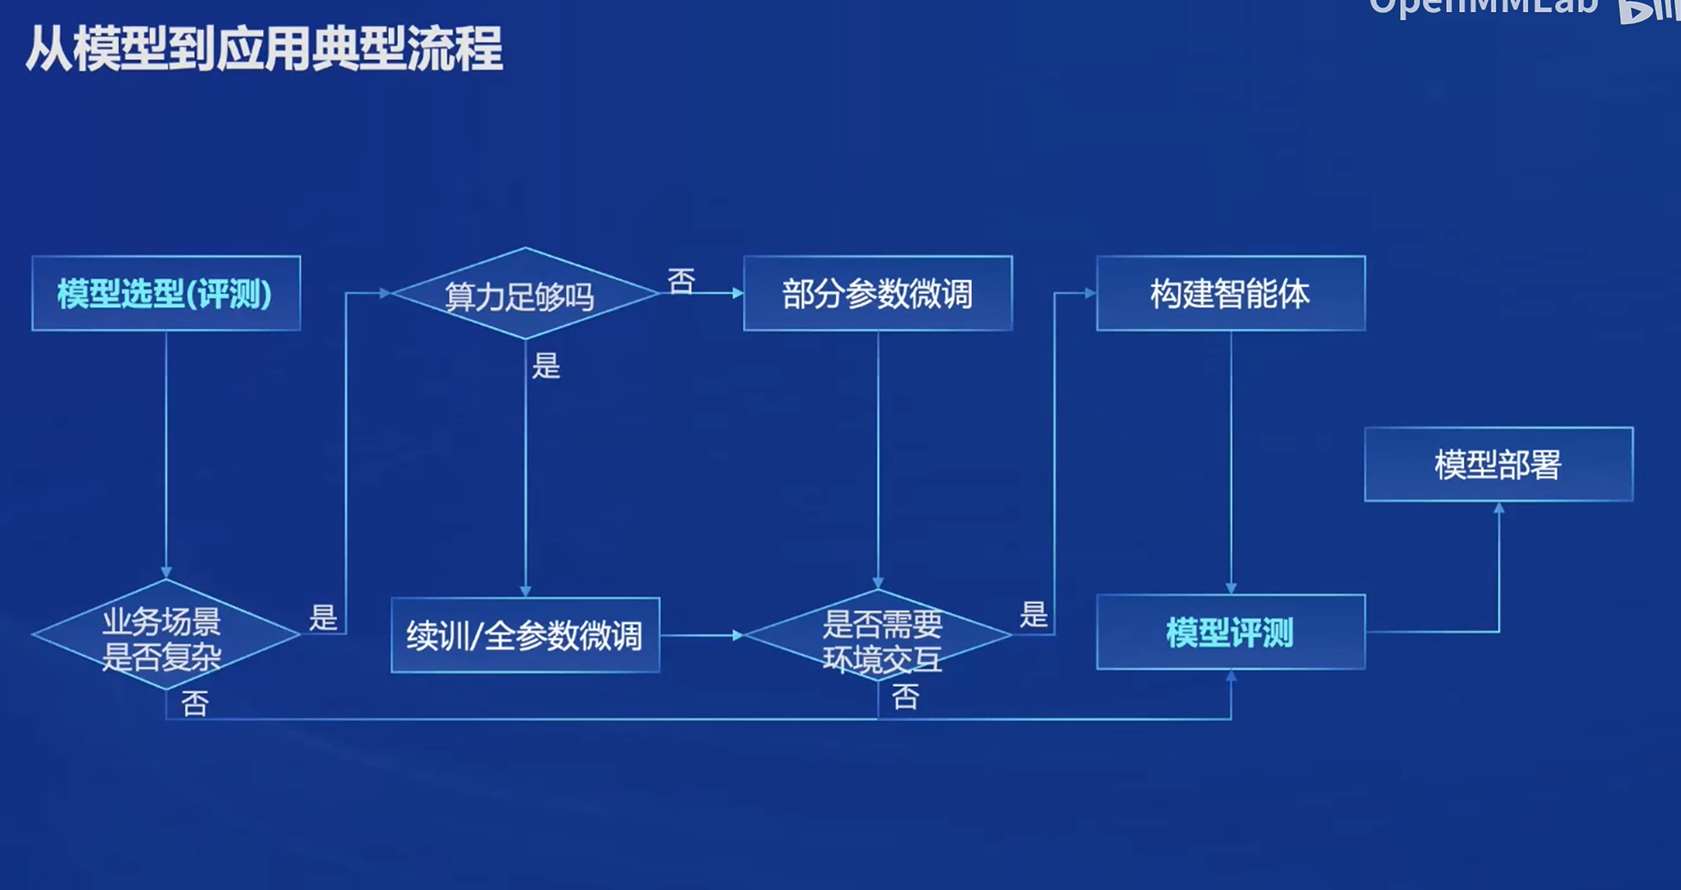 OpenMMLab
从模型到应用典型流程
模型选型(评测)
算力足够吗
否
部分参数微调
构建智能体
是
模型部署
业务场景
是否复杂
是
续训/全参数微调
是否需要
环境交互
是
模型评测
否
否